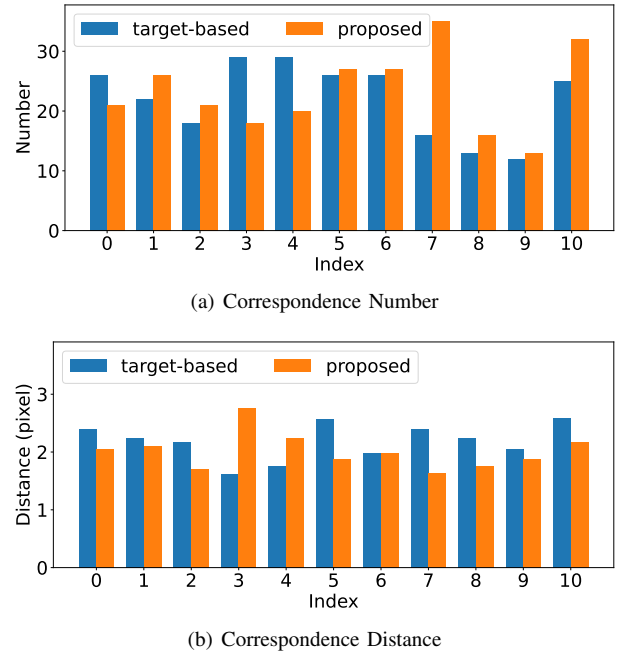 target-based proposed
30
20
10
0
Number
0 1 2 3 4 5 6 7 8 9 10
Index
(a) Correspondence Number
target-based proposed
3
2
1
0
Distance (pixel)
0 1 2 3 4 5 6 7 8 9 10
Index
(b) Correspondence Distance